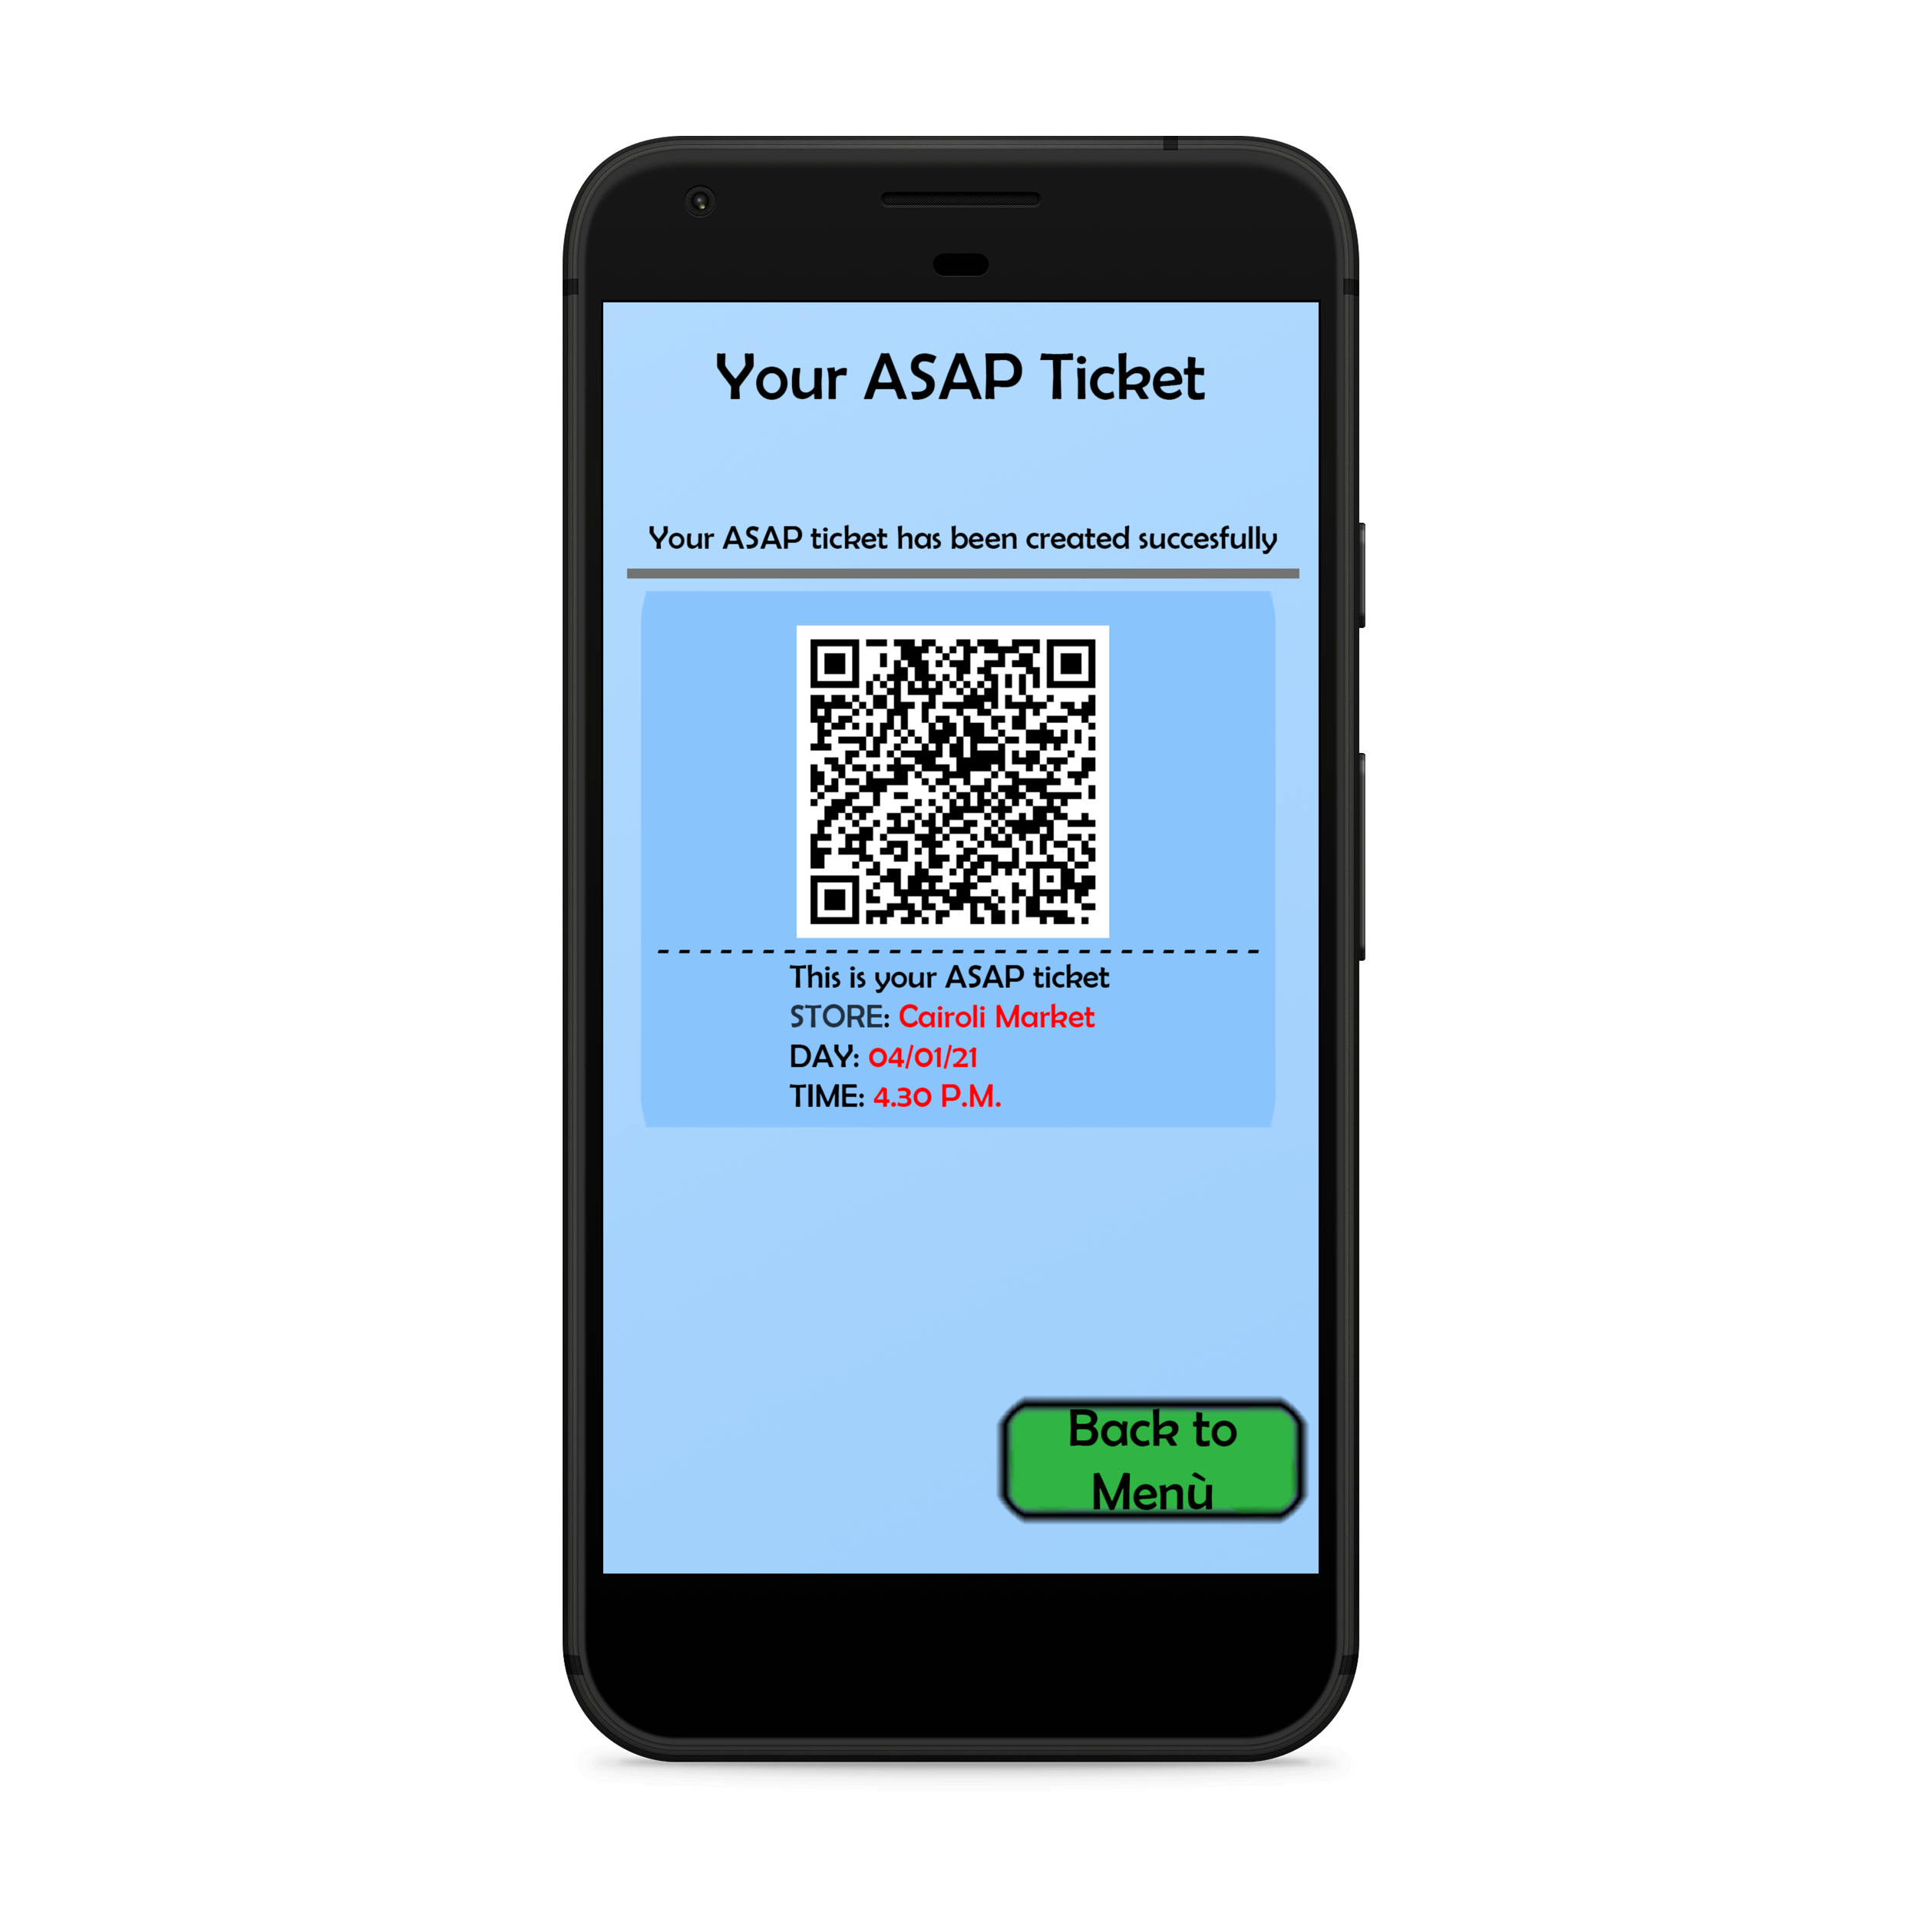 Your ASAP Ticket
Your ASAP ticket has been created succesfully
This is your ASAP ticket
STORE: Cairoli Market
DAY: 04/01/21
TIME: 4.30 P.M.
Back to
Menù